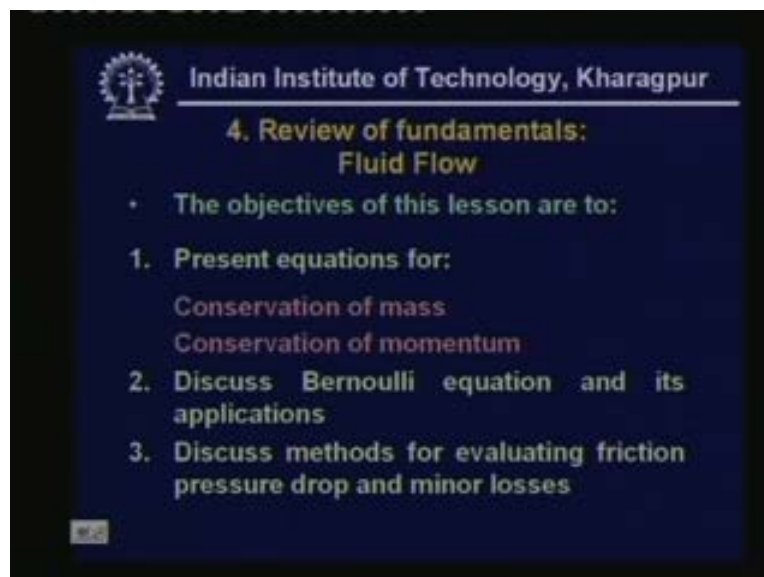 Indian Institute of Technology, Kharagpur
4. Review of fundamentals:
Fluid Flow
• The objectives of this lesson are to:
1. Present equations for:
Conservation of mass
Conservation of momentum
2. Discuss Bernoulli equation and its
applications
3. Discuss methods for evaluating friction
pressure drop and minor losses